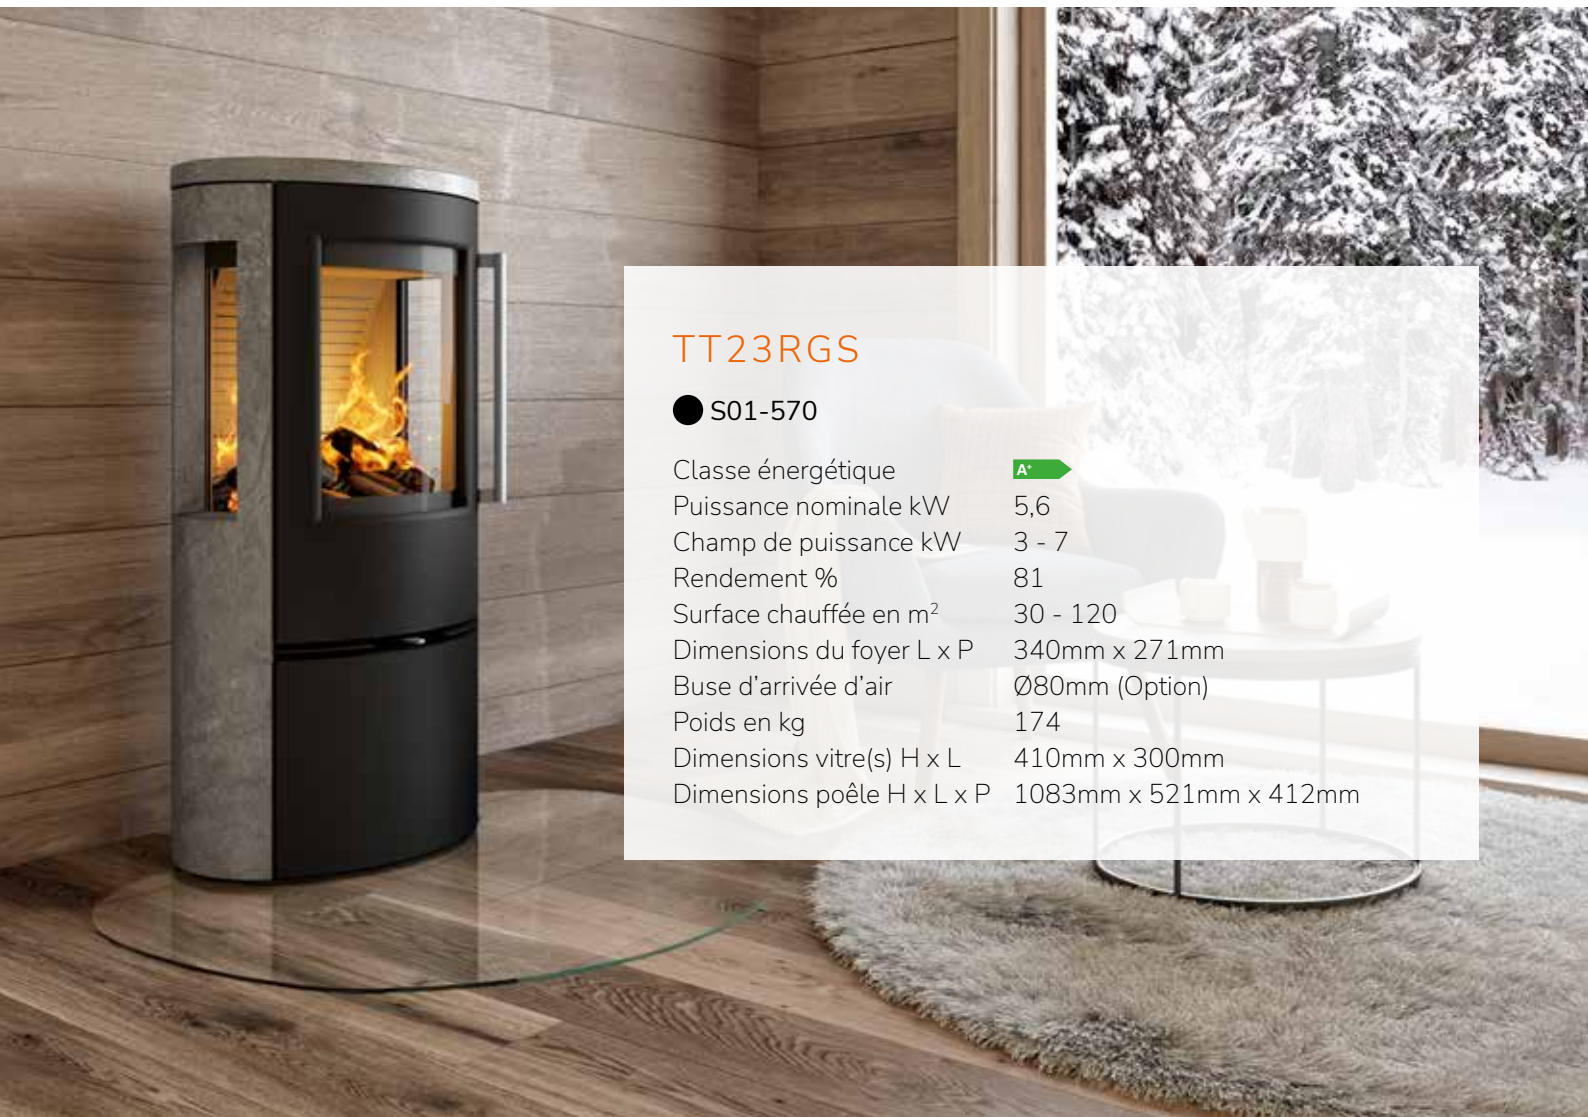 TT23RGS
S01-570
Classe énergétique A+
Puissance nominale kW 5,6
Champ de puissance kW 3 - 7
Rendement % 81
Surface chauffée en m² 30 - 120
Dimensions du foyer L x P 340mm x 271mm
Buse d’arrivée d’air Ø80mm (Option)
Poids en kg 174
Dimensions vitre(s) H x L 410mm x 300mm
Dimensions poêle H x L x P 1083mm x 521mm x 412mm